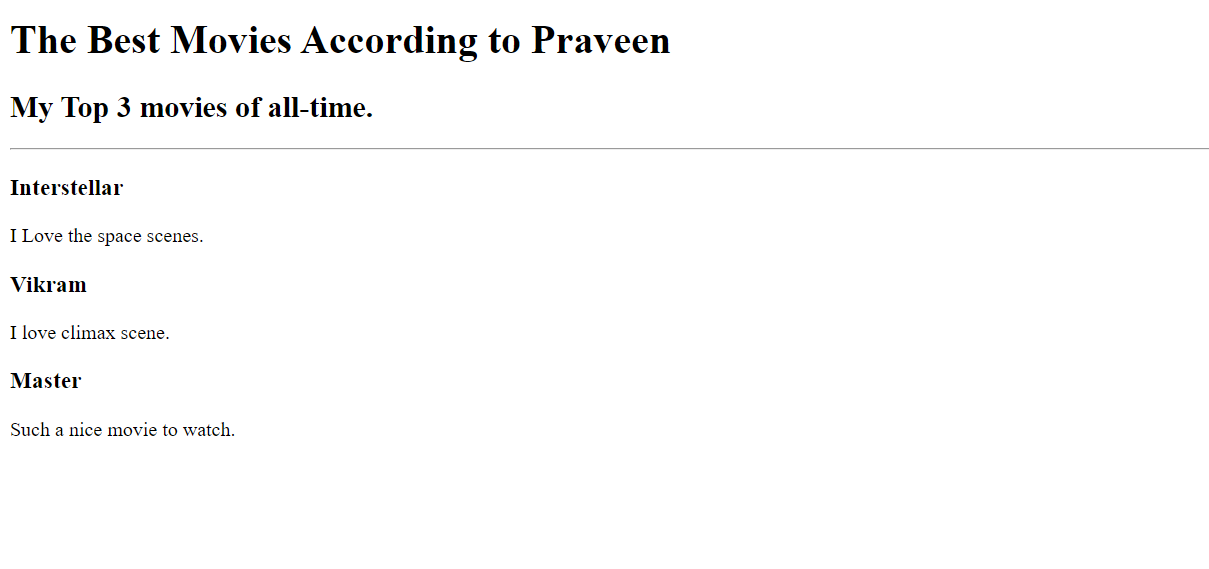 The Best Movies According to Praveen
My Top 3 movies of all-time.
Interstellar
I Love the space scenes.
Vikram
I love climax scene.
Master
Such a nice movie to watch.